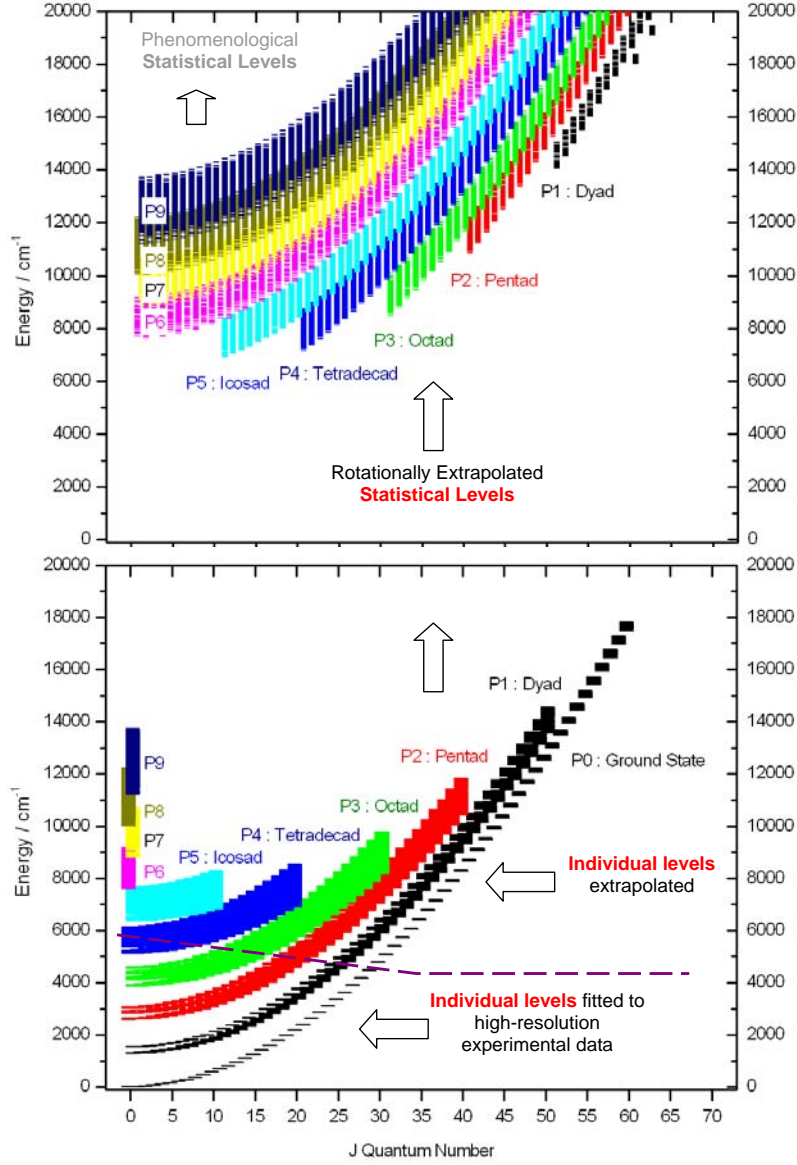 20000
18000
16000
14000
12000
10000
8000
6000
4000
2000
0
Energy / cm-1
20000
18000
16000
14000
12000
10000
8000
6000
4000
2000
0
Phenomenological
Statistical Levels
P9
P8
P7
P6
P1 : Dyad
P2 : Pentad
P3 : Octad
P4 : Tetradecad
P5 : Icosad
Rotationally Extrapolated
Statistical Levels
20000
18000
16000
14000
12000
10000
8000
6000
4000
2000
0
Energy / cm-1
20000
18000
16000
14000
12000
10000
8000
6000
4000
2000
0
P1 : Dyad
P0 : Ground State
P2 : Pentad
P9
P8
P3 : Octad
P7
P4 : Tetradecad
P5 : Icosad
P6
Individual levels
extrapolated
Individual levels fitted to
high-resolution
experimental data
0 5 10 15 20 25 30 35 40 45 50 55 60 65 70
J Quantum Number